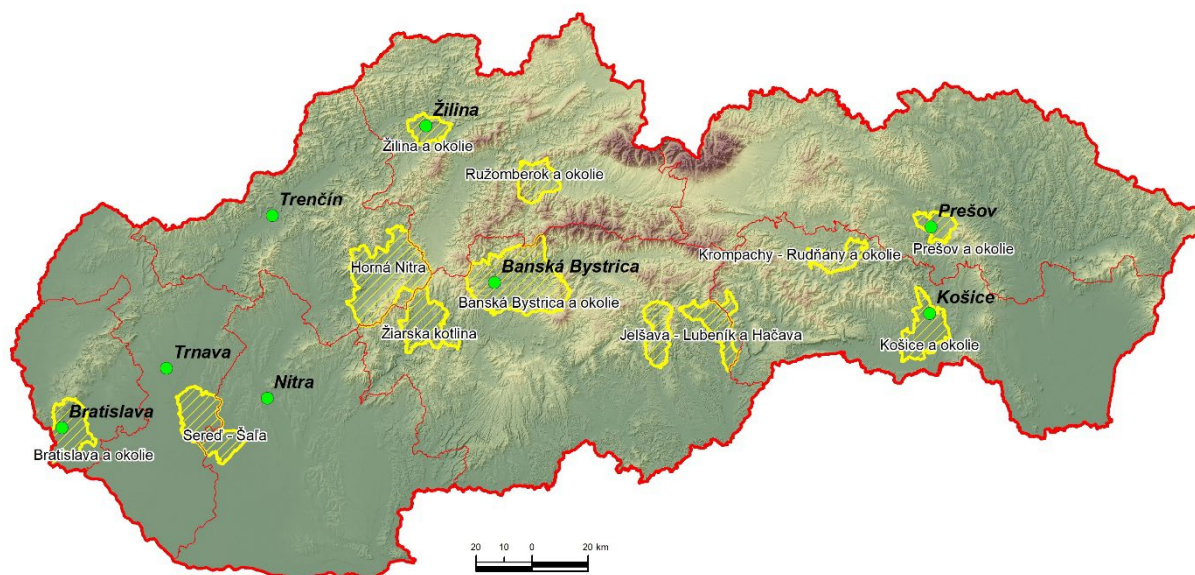 Žilina
Žilina a okolie
Ružomberok a okolie
Trenčín
Prešov
Prešov a okolie
Krompachy - Rudňany a okolie
Horná Nitra
Banská Bystrica
Banská Bystrica a okolie
Žiarska kotlina
Košice
Košice a okolie
Jelšava - Lubeník a Hačava
Trnava
Nitra
Bratislava
Bratislava a okolie
Sereď - Šaľa
20 10 0 20 km